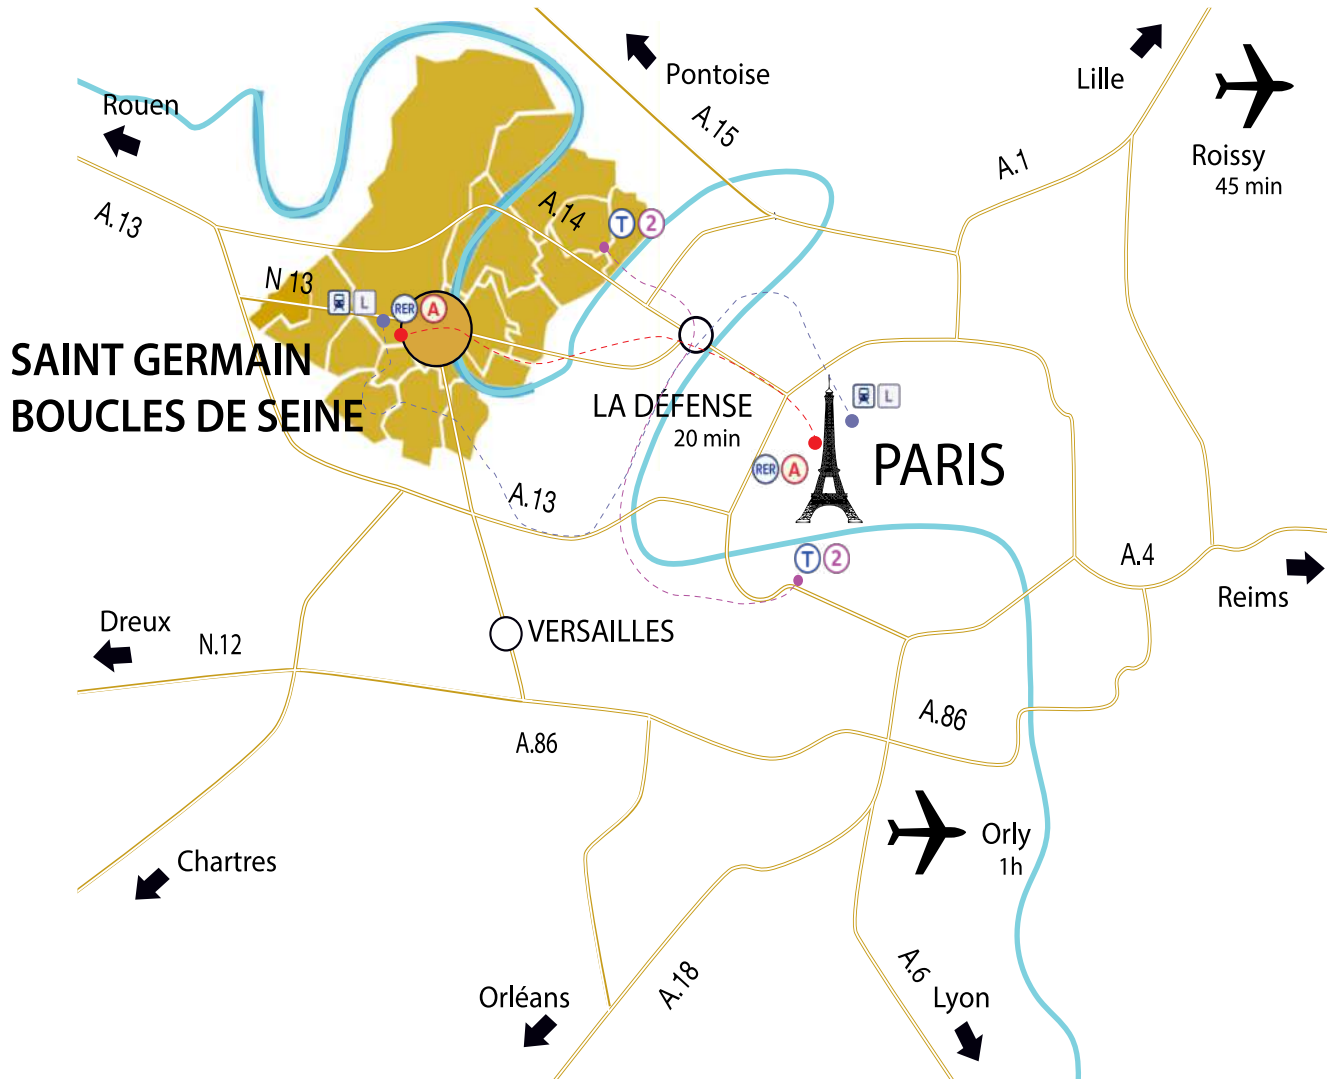 Pontoise
Lille
Rouen
A.15
Roissy
45 min
A.1
A.13
A.14
T 2
N 13
L
RER A
SAINT GERMAIN
BOUCLES DE SEINE
LA DÉFENSE
20 min
L
PARIS
RER A
A.13
T 2
A.4
Reims
Dreux
N.12
VERSAILLES
A.86
A.86
Orly
1h
Chartres
A.18
A.6
Orléans
Lyon